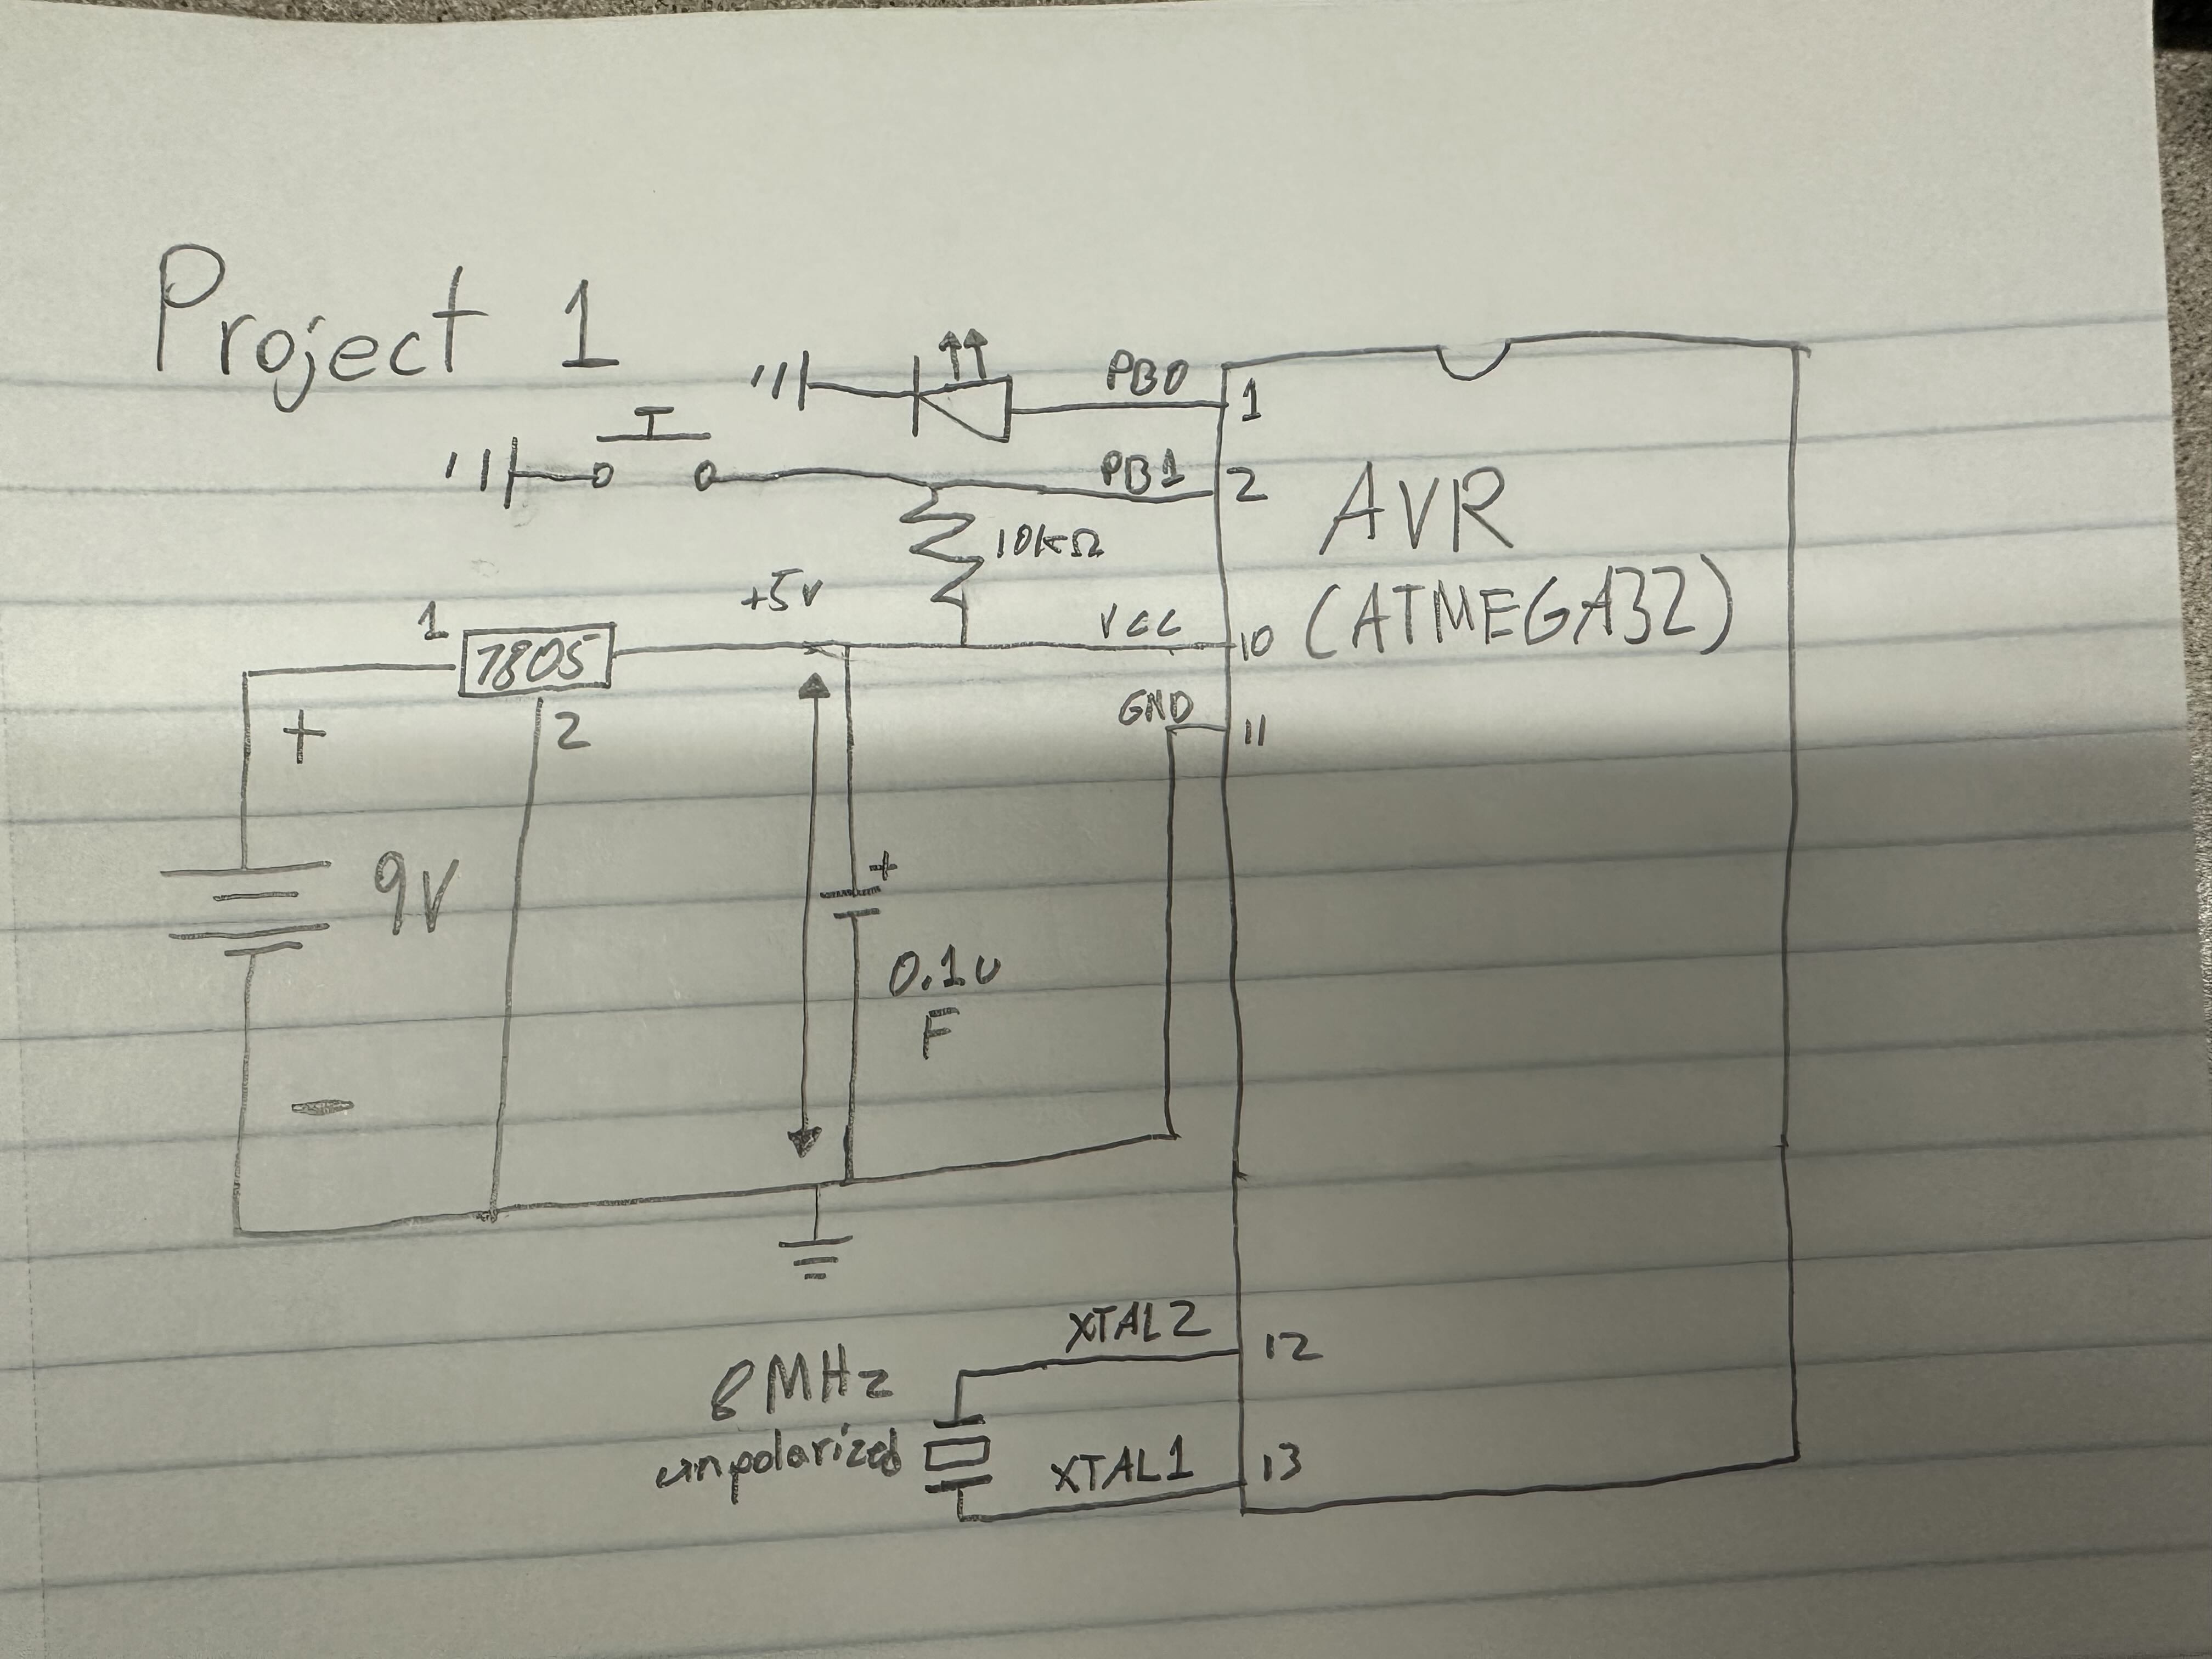 Project 1
PB0
1
PB1
2
AVR
10kΩ
+5v
(ATMEGA32)
1
7805
VCC
10
2
GND
11
+
9V
+
0.1u
F
-
XTAL2
12
8MHz
unpolarized
XTAL1
13